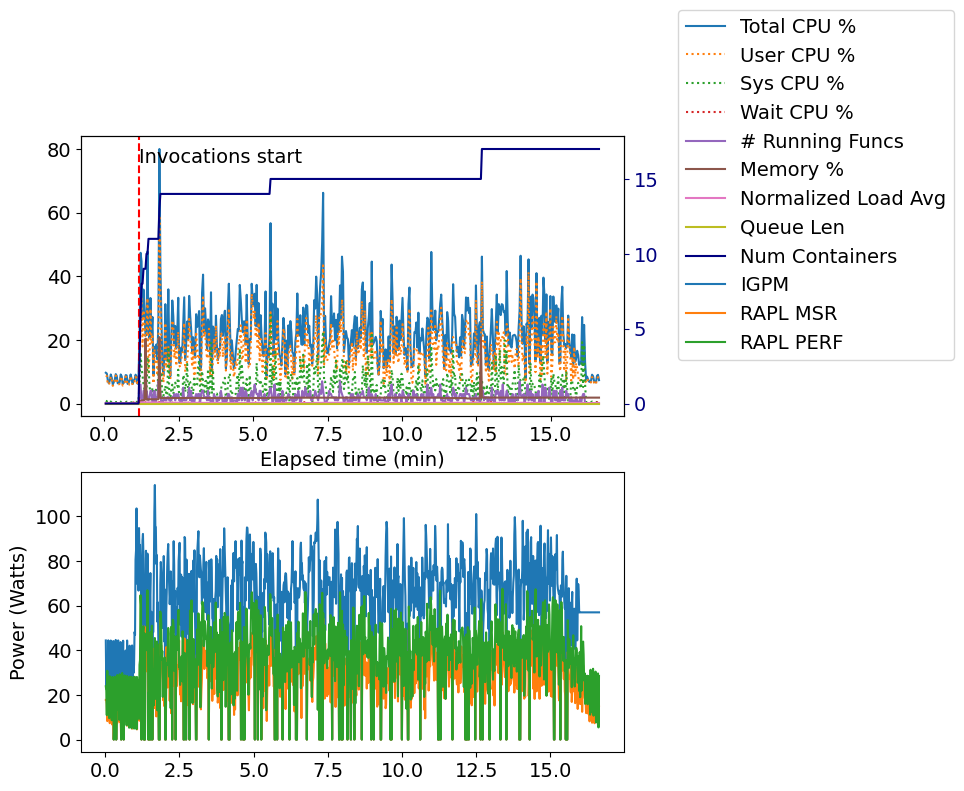 Total CPU %
User CPU %
Sys CPU %
Wait CPU %
# Running Funcs
Memory %
Normalized Load Avg
Queue Len
Num Containers
IGPM
RAPL MSR
RAPL PERF
Invocations start
80
60
40
20
0
15
10
5
0
0.0 2.5 5.0 7.5 10.0 12.5 15.0
Elapsed time (min)
Power (Watts)
100
80
60
40
20
0
0.0 2.5 5.0 7.5 10.0 12.5 15.0